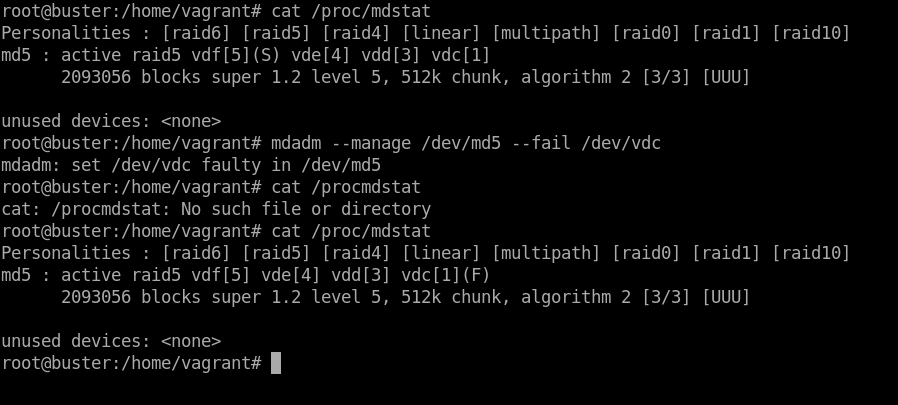 root@buster:/home/vagrant# cat /proc/mdstat
Personalities : [raid6] [raid5] [raid4] [linear] [multipath] [raid0] [raid1] [raid10]
md5 : active raid5 vdf[5](S) vde[4] vdd[3] vdc[1]
      2093056 blocks super 1.2 level 5, 512k chunk, algorithm 2 [3/3] [UUU]

unused devices: <none>
root@buster:/home/vagrant# mdadm --manage /dev/md5 --fail /dev/vdc
mdadm: set /dev/vdc faulty in /dev/md5
root@buster:/home/vagrant# cat /procmdstat
cat: /procmdstat: No such file or directory
root@buster:/home/vagrant# cat /proc/mdstat
Personalities : [raid6] [raid5] [raid4] [linear] [multipath] [raid0] [raid1] [raid10]
md5 : active raid5 vdf[5] vde[4] vdd[3] vdc[1](F)
      2093056 blocks super 1.2 level 5, 512k chunk, algorithm 2 [3/3] [UUU]

unused devices: <none>
root@buster:/home/vagrant#